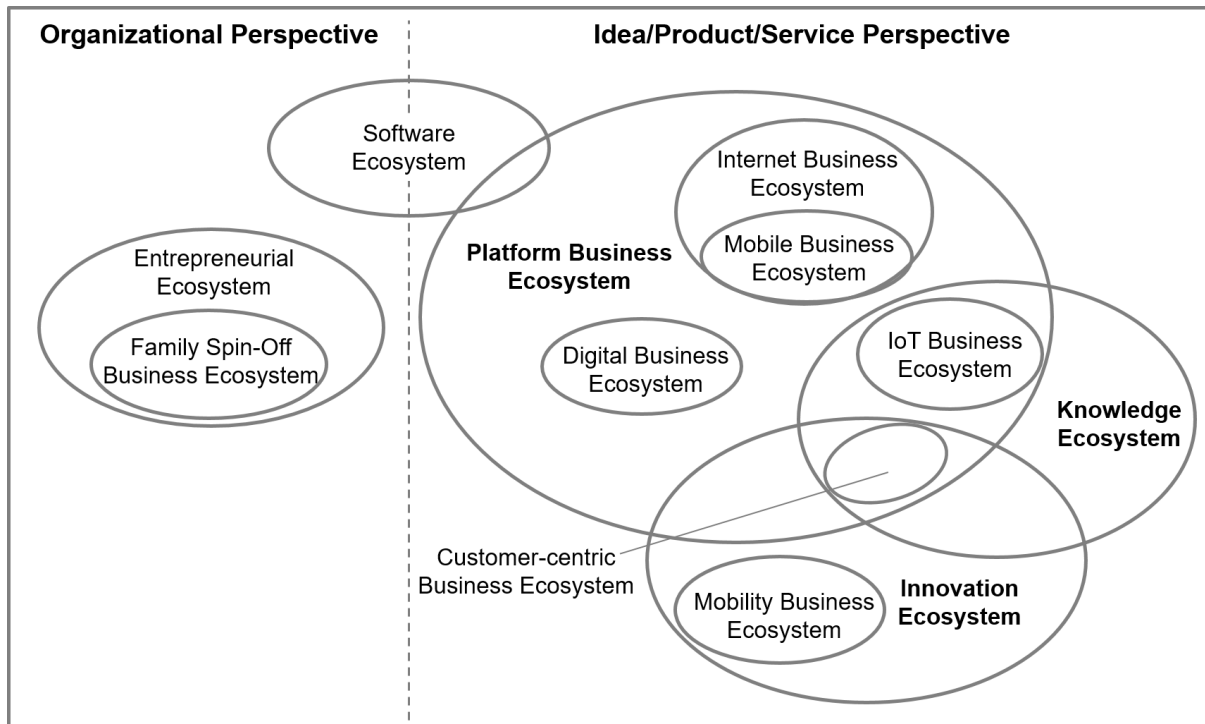 Organizational Perspective
Idea/Product/Service Perspective
Software
Ecosystem
Internet Business
Ecosystem
Mobile Business
Ecosystem
Platform Business
Ecosystem
Entrepreneurial
Ecosystem
Family Spin-Off
Business Ecosystem
Digital Business
Ecosystem
IoT Business
Ecosystem
Knowledge
Ecosystem
Customer-centric
Business Ecosystem
Mobility Business
Ecosystem
Innovation
Ecosystem